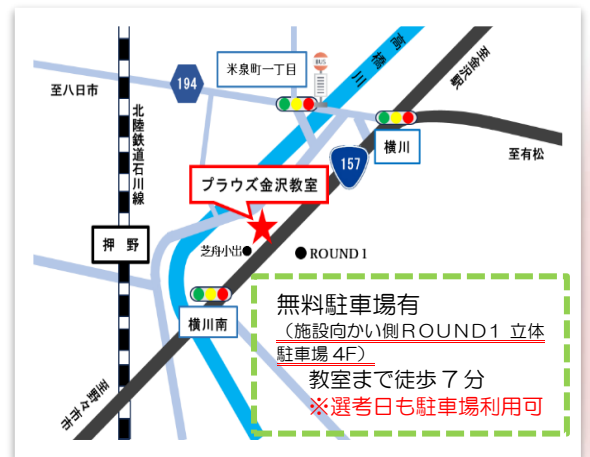 米泉町一丁目
BUS
高橋川
至金沢駅
至八日市
194
北陸鉄道石川線
横川
至有松
157
プラウズ金沢教室
押野
芝舟小出
ROUND1
横川南
至野々市市
無料駐車場有
（施設向かい側ROUND1 立体
駐車場 4F）
教室まで徒歩７分
※選考日も駐車場利用可